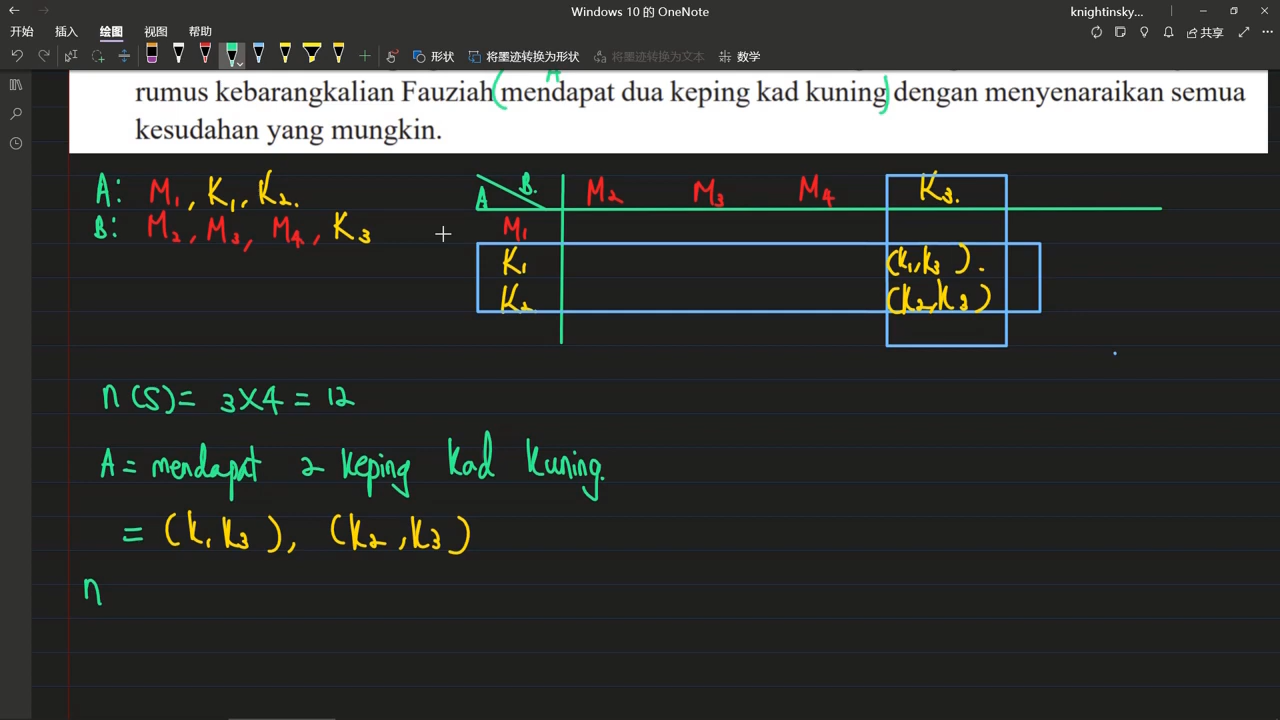 Windows 10 的 OneNote
knightinsky...
开始 插入 绘图 视图 帮助
共享
形状 将墨迹转换为形状 将墨迹转换为文本 数学
A
rumus kebarangkalian Fauziah(mendapat dua keping kad kuning) dengan menyenaraikan semua
kesudahan yang mungkin.
A: M₁, K₁, K₂.
B: M₂, M₃, M₄, K₃
A B. M₂ M₃ M₄ K₃.
M₁
K₁ (K₁,K₃).
K₂ (K₂,K₃)
n(S)= 3×4 = 12
A = mendapat 2 keping kad kuning.
= (K₁K₃), (K₂,K₃)
n